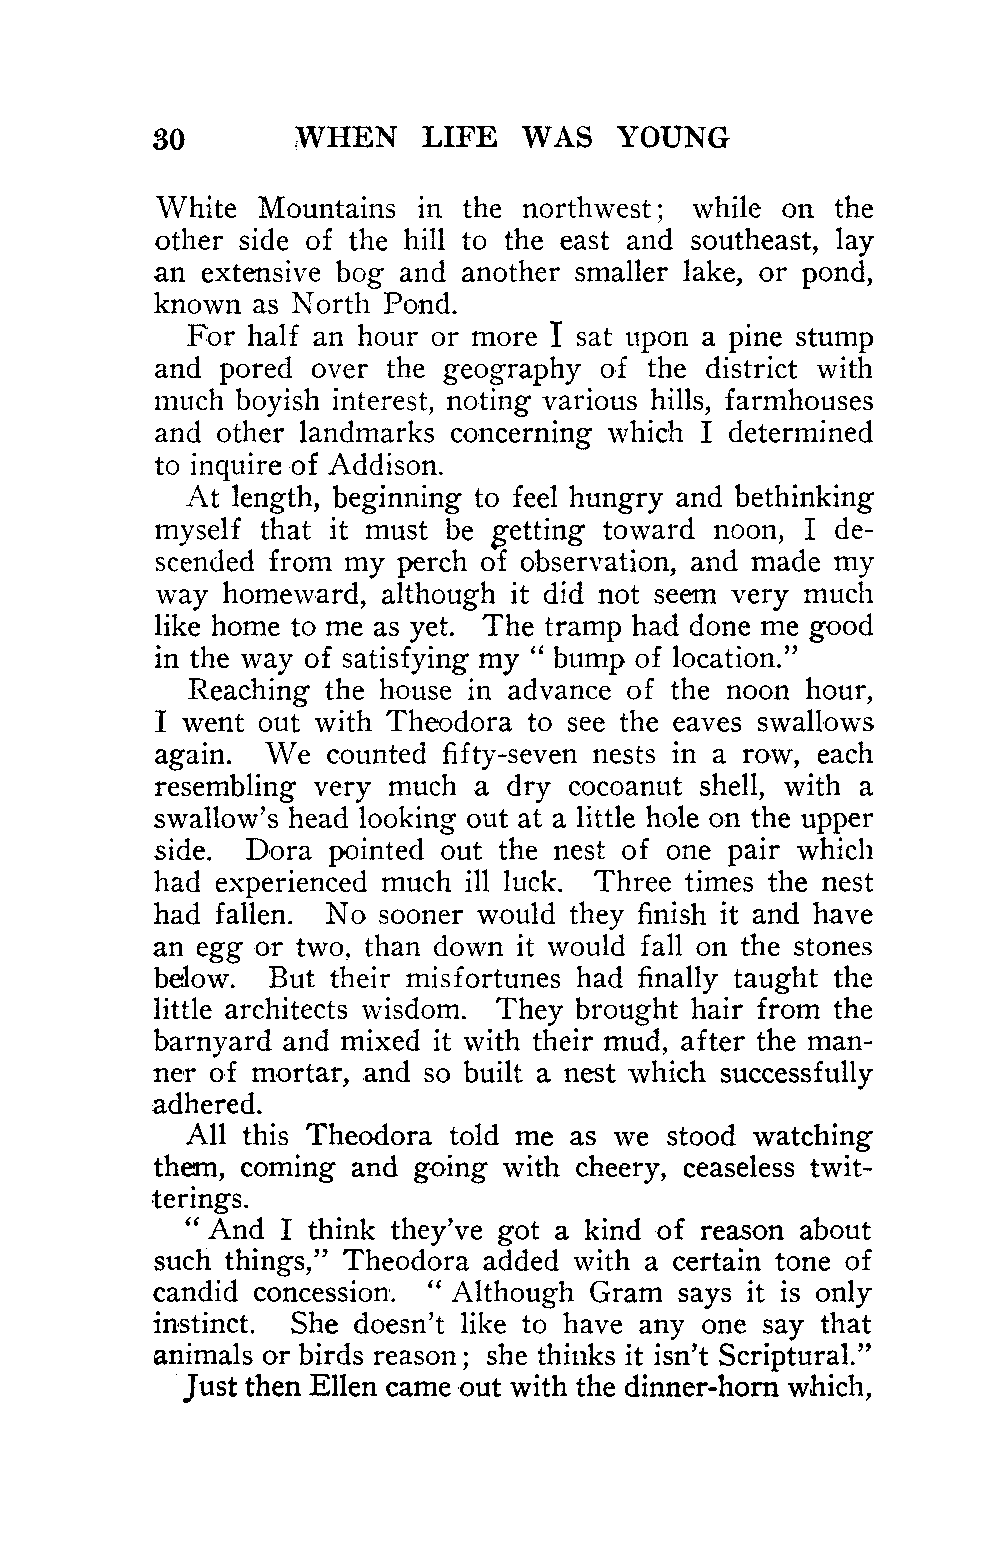 30 WHEN LIFE WAS YOUNG
White Mountains in the northwest; while on the
other side of the hill to the east and southeast, lay
an extensive bog and another smaller lake, or pond,
known as North Pond.
For half an hour or more I sat upon a pine stump
and pored over the geography of the district with
much boyish interest, noting various hills, farmhouses
and other landmarks concerning which I determined
to inquire of Addison.
At length, beginning to feel hungry and bethinking
myself that it must be getting toward noon, I de-
scended from my perch of observation, and made my
way homeward, although it did not seem very much
like home to me as yet. The tramp had done me good
in the way of satisfying my “ bump of location.”
Reaching the house in advance of the noon hour,
I went out with Theodora to see the eaves swallows
again. We counted fifty-seven nests in a row, each
resembling very much a dry cocoanut shell, with a
swallow’s head looking out at a little hole on the upper
side. Dora pointed out the nest of one pair which
had experienced much ill luck. Three times the nest
had fallen. No sooner would they finish it and have
an egg or two, than down it would fall on the stones
below. But their misfortunes had finally taught the
little architects wisdom. They brought hair from the
barnyard and mixed it with their mud, after the man-
ner of mortar, and so built a nest which successfully
adhered.
All this Theodora told me as we stood watching
them, coming and going with cheery, ceaseless twit-
terings.
“ And I think they’ve got a kind of reason about
such things,” Theodora added with a certain tone of
candid concession. “ Although Gram says it is only
instinct. She doesn’t like to have any one say that
animals or birds reason; she thinks it isn’t Scriptural.”
Just then Ellen came out with the dinner-horn which,